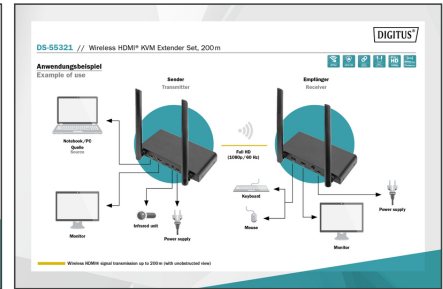 DIGITUS®
DS-55321 // Wireless HDMI® KVM Extender Set, 200 m
Anwendungsbeispiel
Example of use
Sender
Transmitter
Empfänger
Receiver
Notebook/PC
Quelle
Source
Full HD
(1080p/60 Hz)
Monitor
Infrared unit
Power supply
Keyboard
Mouse
Monitor
Power supply
Wireless HDMI® signal transmission up to 200 m (with unobstructed view)